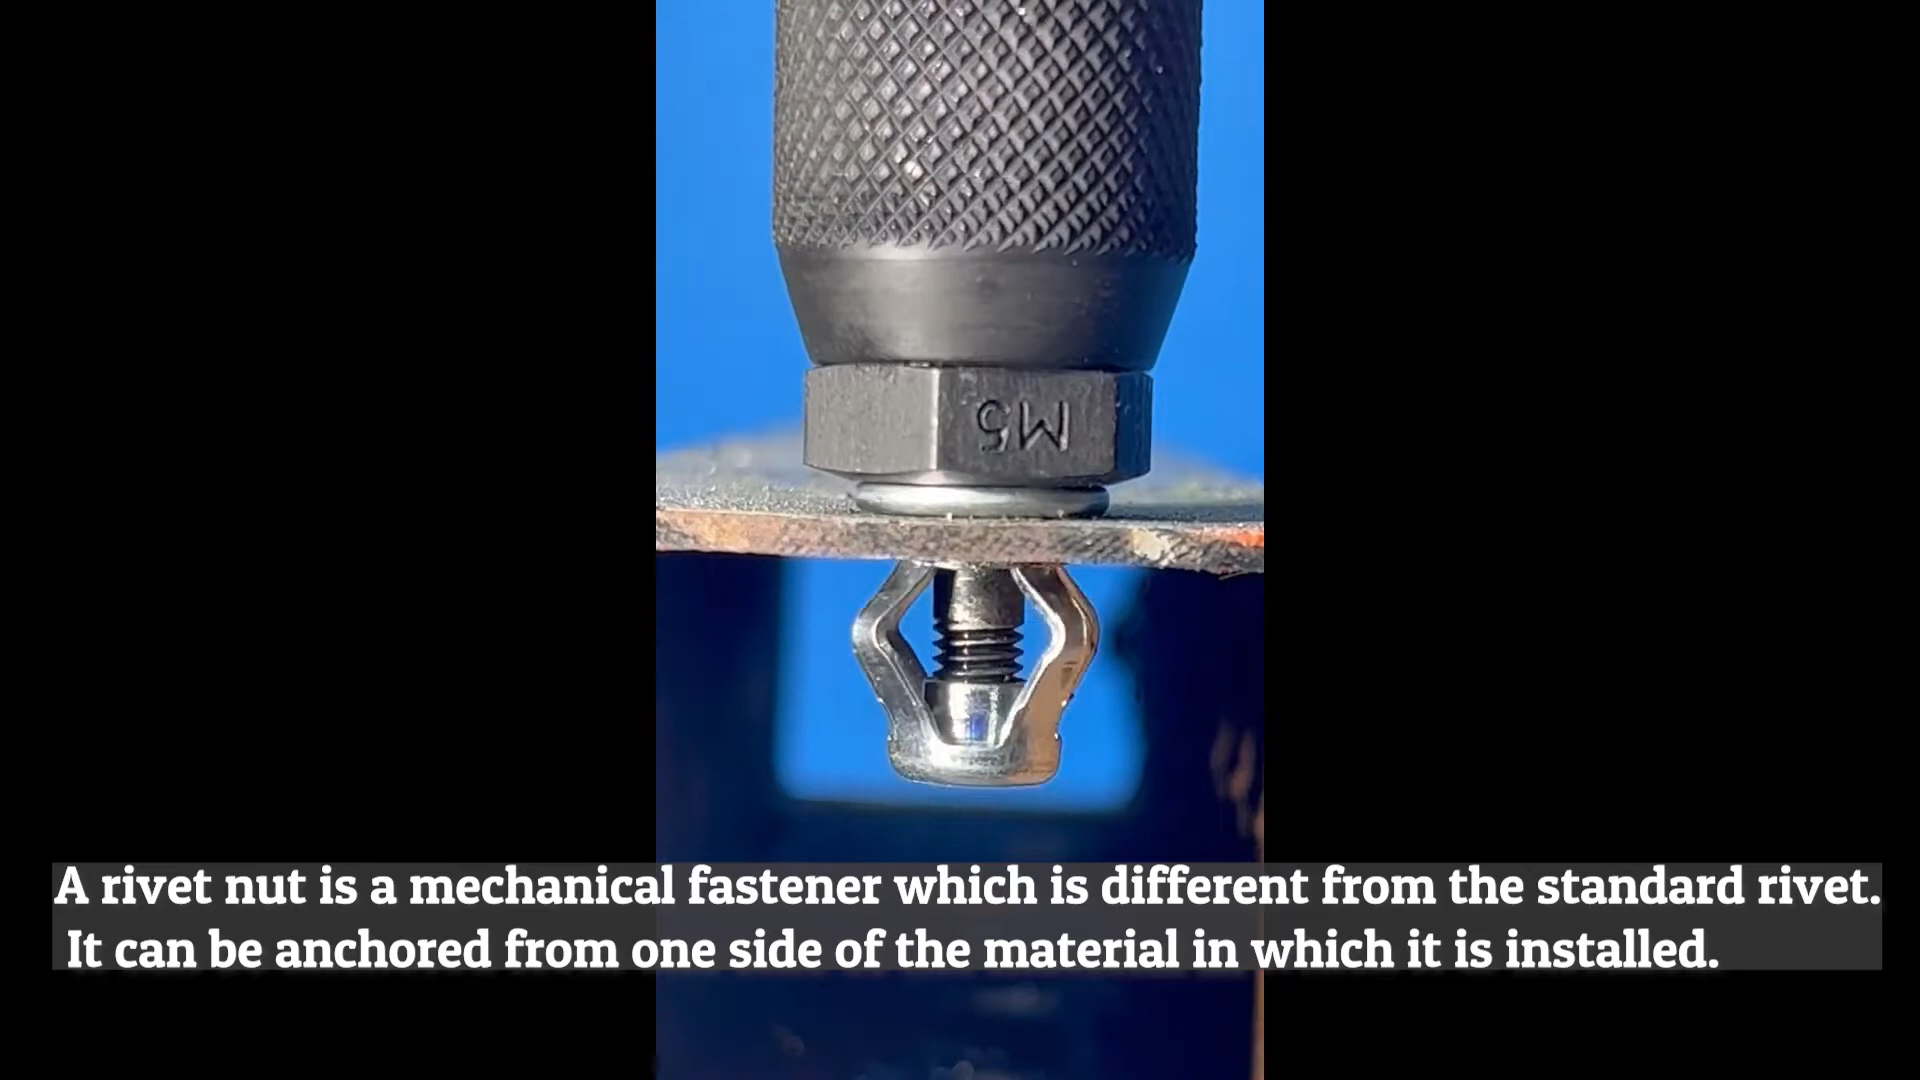 M5
A rivet nut is a mechanical fastener which is different from the standard rivet.
It can be anchored from one side of the material in which it is installed.